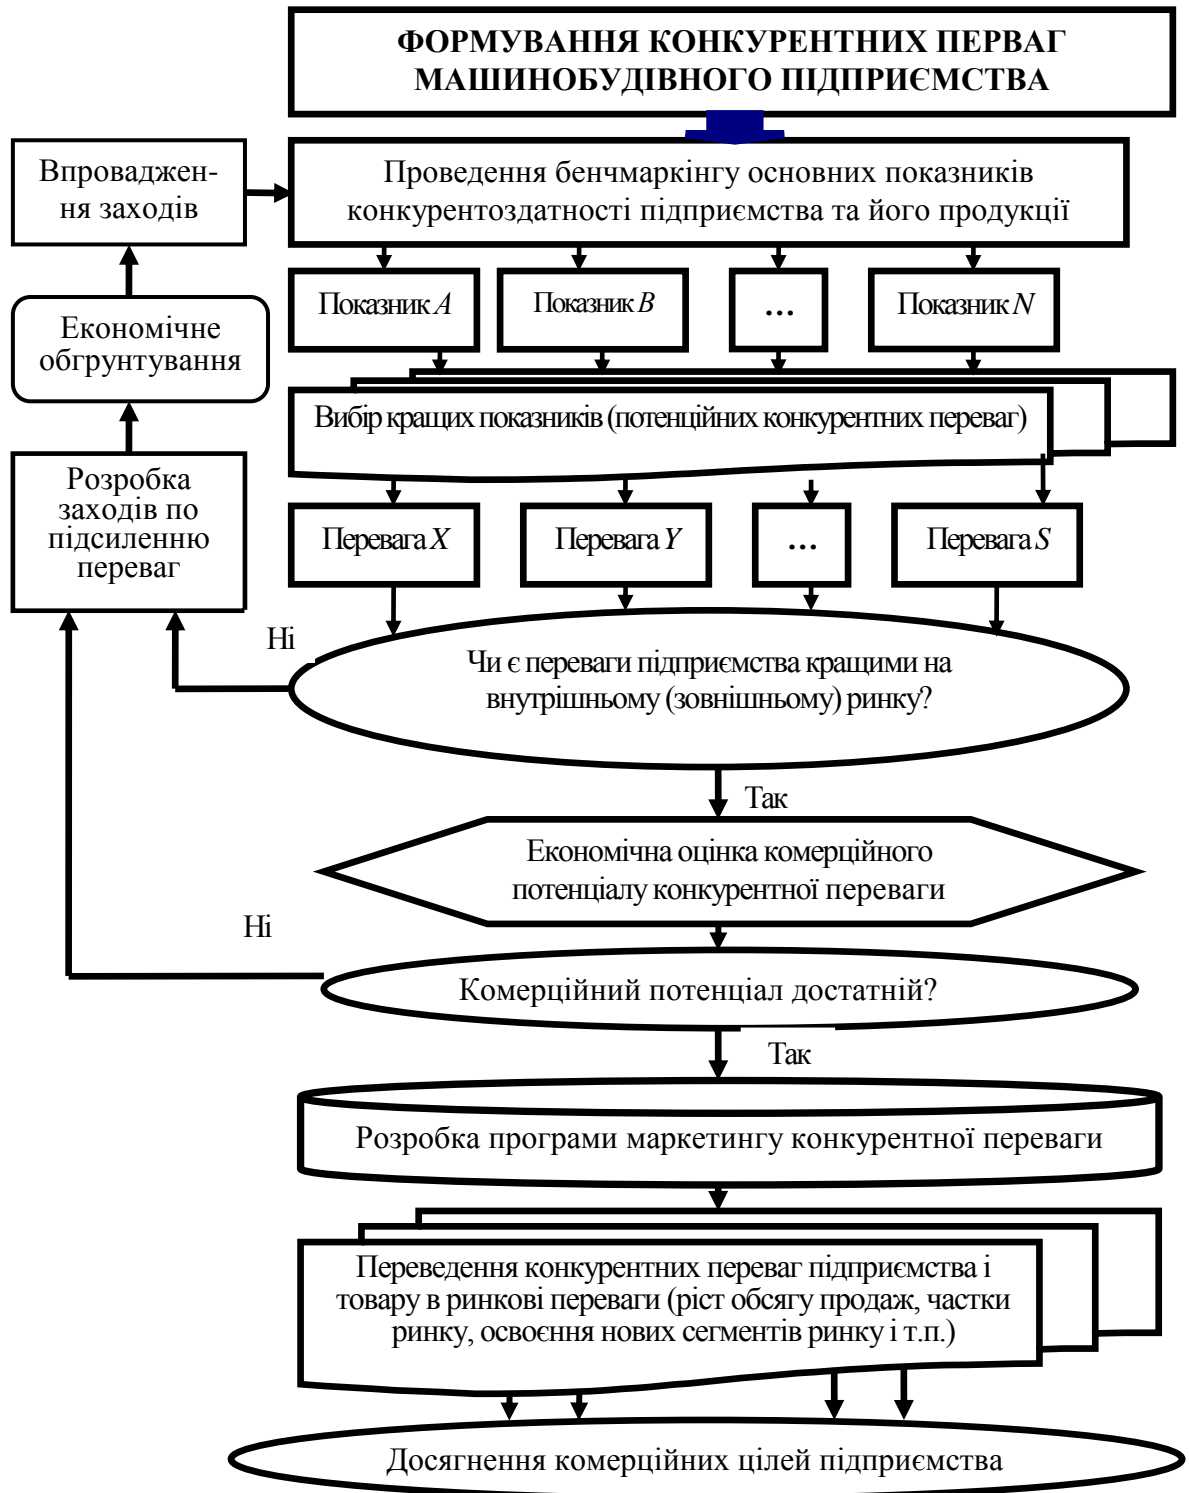 ФОРМУВАННЯ КОНКУРЕНТНИХ ПЕРВАГ
МАШИНОБУДІВНОГО ПІДПРИЄМСТВА
Впроваджен-
ня заходів
Проведення бенчмаркінгу основних показників
конкурентоздатності підприємства та його продукції
Показник A
Показник B
...
Показник N
Економічне
обгрунтування
Вибір кращих показників (потенційних конкурентних переваг)
Розробка
заходів по
підсиленню
переваг
Перевага X
Перевага Y
...
Перевага S
Ні
Чи є переваги підприємства кращими на
внутрішньому (зовнішньому) ринку?
Так
Економічна оцінка комерційного
потенціалу конкурентної переваги
Ні
Комерційний потенціал достатній?
Так
Розробка програми маркетингу конкурентної переваги
Переведення конкурентних переваг підприємства і
товару в ринкові переваги (ріст обсягу продаж, частки
ринку, освоєння нових сегментів ринку і т.п.)
Досягнення комерційних цілей підприємства